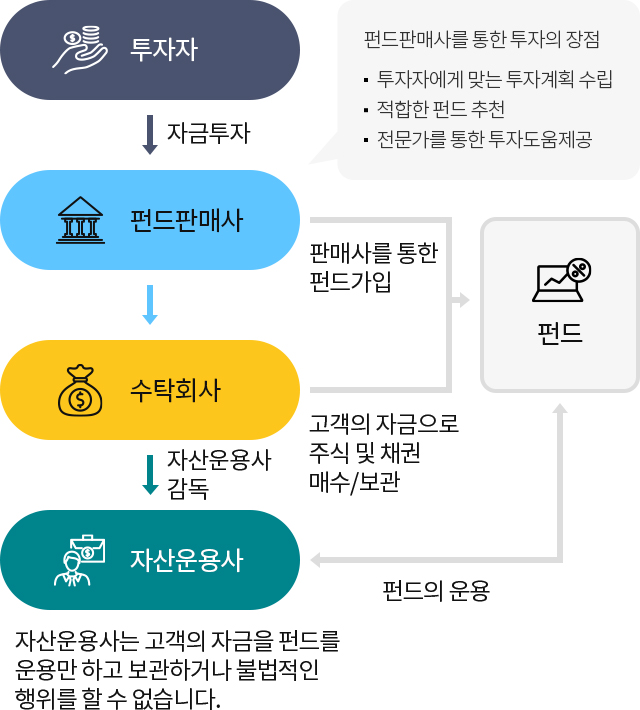 투자자
펀드판매사를 통한 투자의 장점
투자자에게 맞는 투자계획 수립
적합한 펀드 추천
전문가를 통한 투자도움제공
자금투자
펀드판매사
판매사를 통한
펀드가입
펀드
수탁회사
고객의 자금으로
주식 및 채권
매수/보관
자산운용사
감독
자산운용사
펀드의 운용
자산운용사는 고객의 자금을 펀드를
운용만 하고 보관하거나 불법적인
행위를 할 수 없습니다.